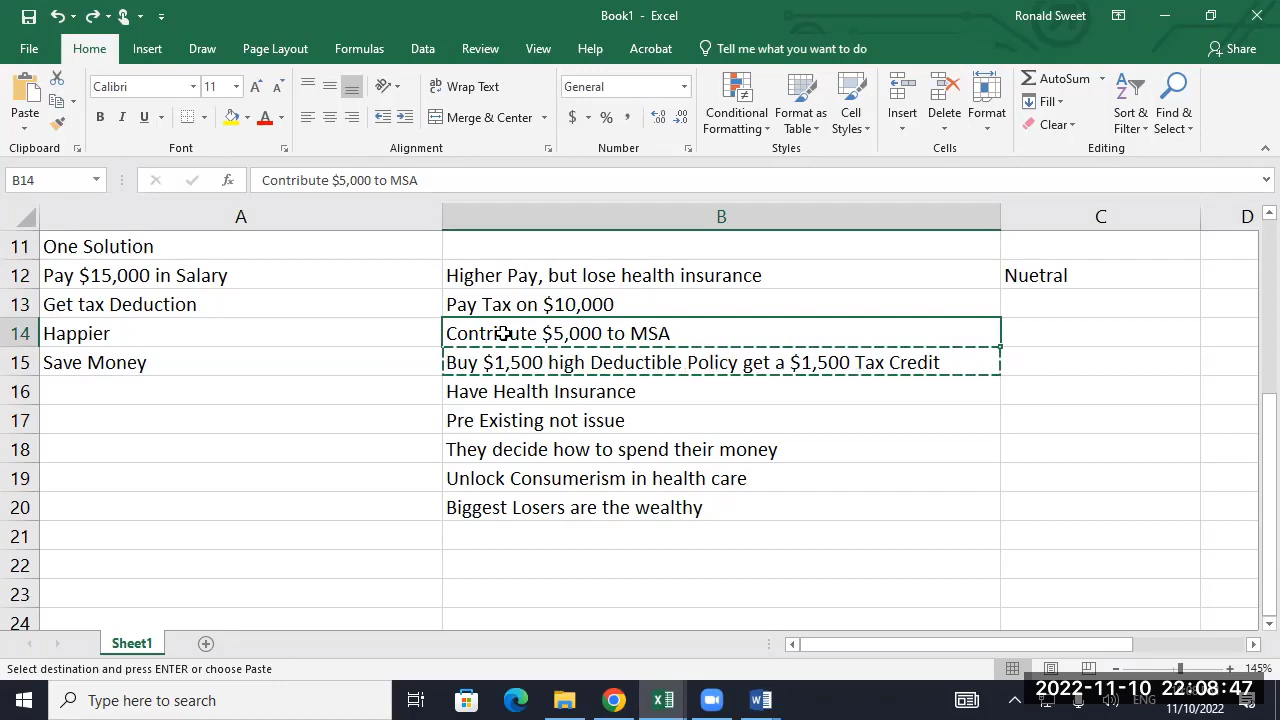 Book1 - Excel
Ronald Sweet
File Home Insert Draw Page Layout Formulas Data Review View Help Acrobat Tell me what you want to do Share
Paste
Clipboard
Calibri 11
B I U
Font
Wrap Text
Merge & Center
Alignment
General
$ % ,
Number
Conditional Formatting
Format as Table
Cell Styles
Styles
Insert
Delete
Format
Cells
AutoSum
Fill
Clear
Sort & Filter
Find & Select
Editing
B14 fx Contribute $5,000 to MSA
A B C D
11 One Solution
12 Pay $15,000 in Salary Higher Pay, but lose health insurance Nuetral
13 Get tax Deduction Pay Tax on $10,000
14 Happier Contribute $5,000 to MSA
15 Save Money Buy $1,500 high Deductible Policy get a $1,500 Tax Credit
16 Have Health Insurance
17 Pre Existing not issue
18 They decide how to spend their money
19 Unlock Consumerism in health care
20 Biggest Losers are the wealthy
21
22
23
24
Sheet1
Select destination and press ENTER or choose Paste
145%
Type here to search
2022-11-10 22:08:47
ENG
11/10/2022